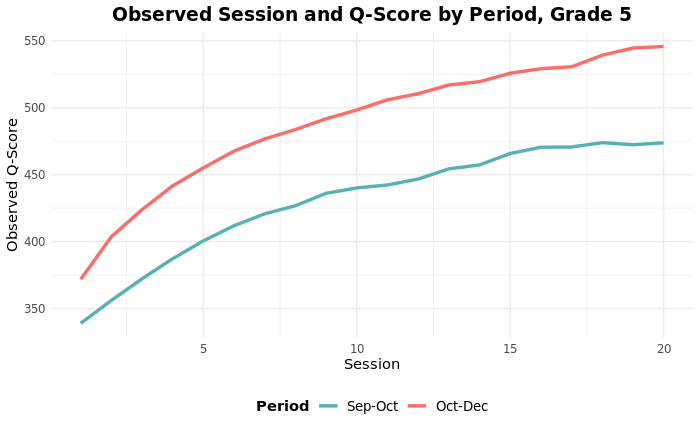 Observed Session and Q-Score by Period, Grade 5
Observed Q-Score
550
500
450
400
350
5 10 15 20
Session
Period Sep-Oct Oct-Dec